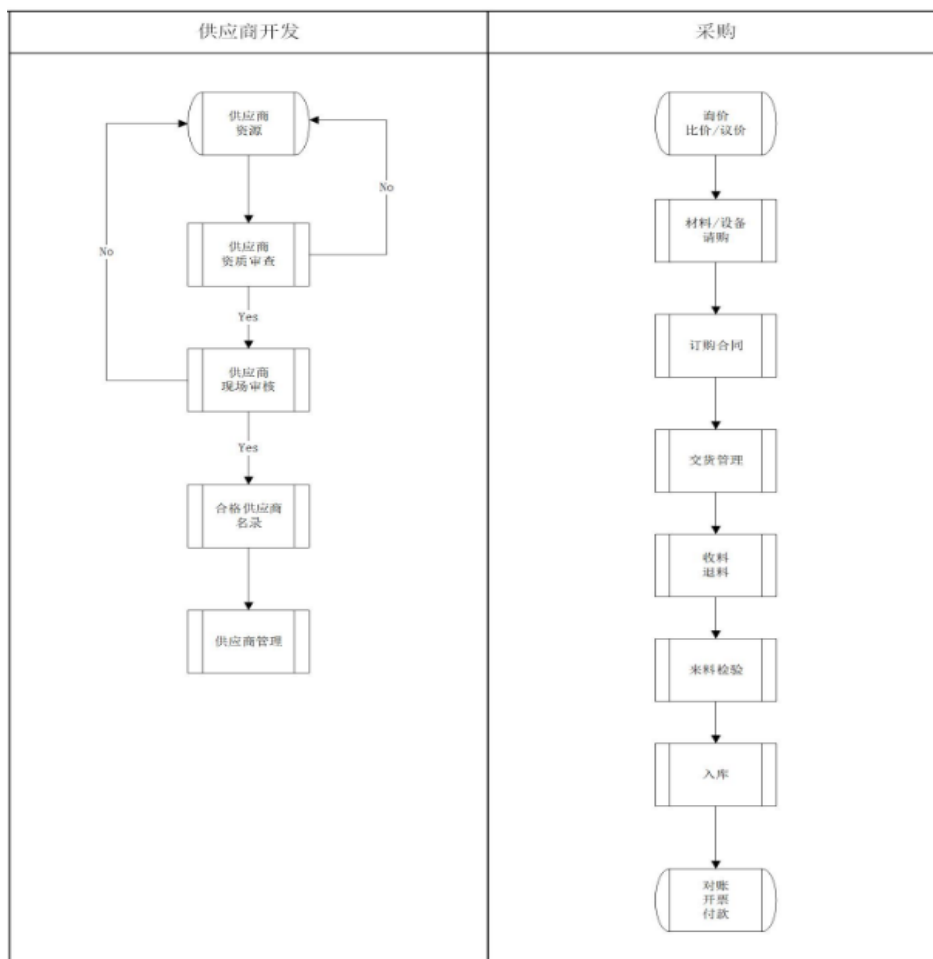 供应商开发
采购
供应商
资源
No
No
供应商
资质审查
Yes
供应商
现场审核
Yes
合格供应商
名录
供应商管理
询价
比价/议价
材料/设备
请购
订购合同
交货管理
收料
退料
来料检验
入库
对账
开票
付款